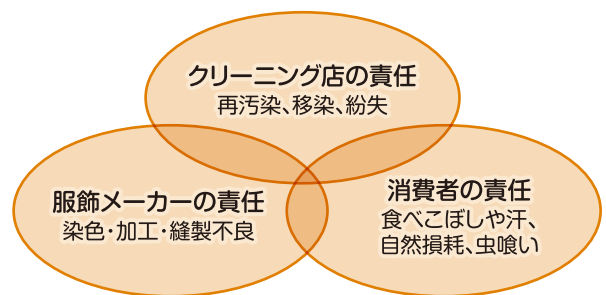 クリーニング店の責任
再汚染、移染、紛失
服飾メーカーの責任
染色・加工・縫製不良
消費者の責任
食べこぼしや汗、
自然損耗、虫喰い